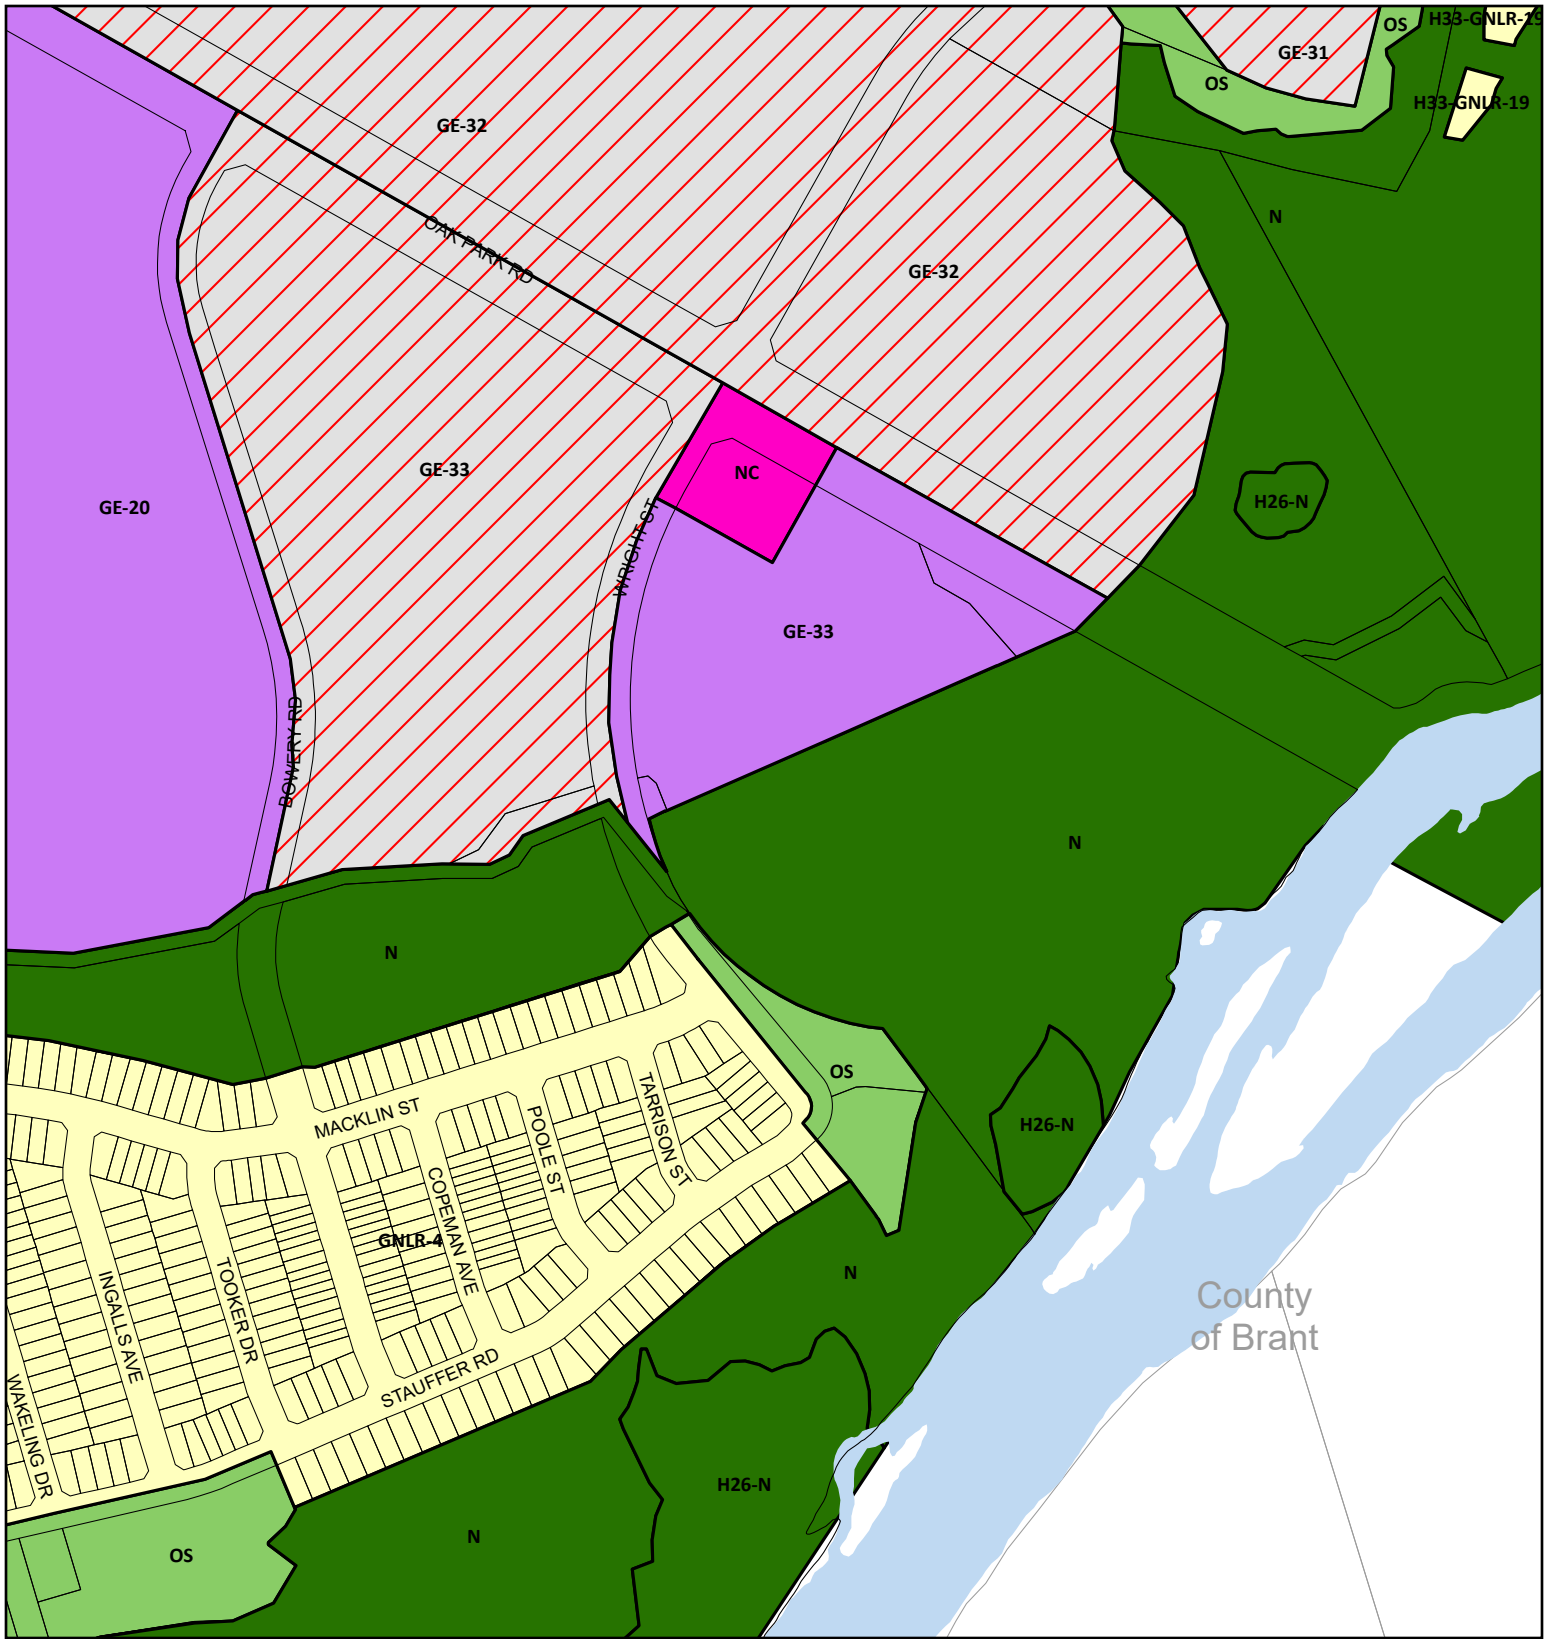 OS
H33-GNLR-19
GE-31
OS
H33-GNLR-19
GE-32
N
OAK PARK RD
GE-32
GE-33
NC
GE-20
H26-N
WRIGHT ST
GE-33
BOWERY RD
N
N
OS
MACKLIN ST
TARRISON ST
POOLE ST
H26-N
COPEMAN AVE
GNLR-4
N
INGALLS AVE
TOOKER DR
County
of Brant
STAUFFER RD
WAKELING DR
H26-N
N
OS